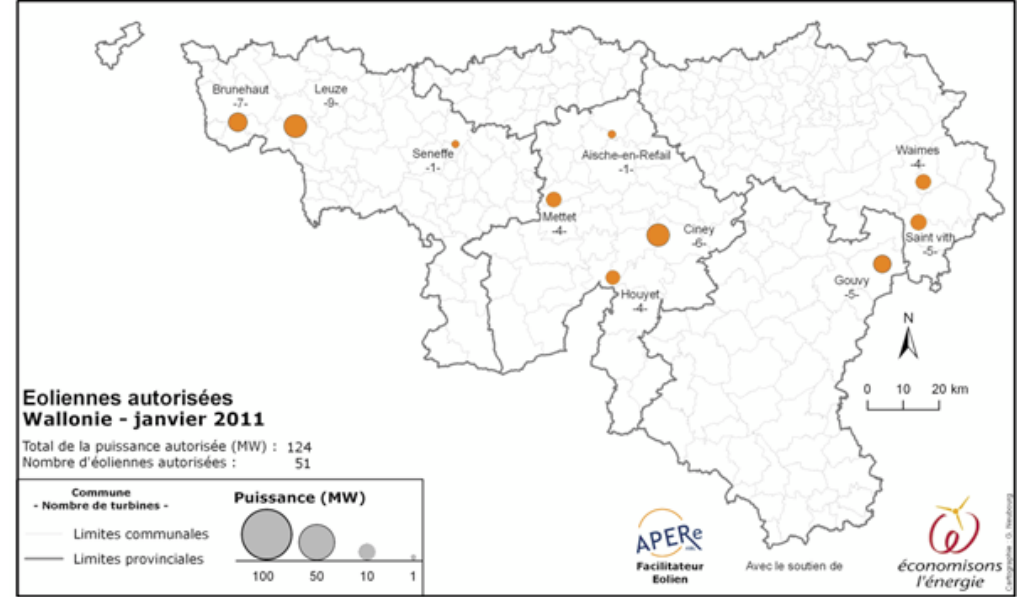 Brunehaut
-7-
Leuze
-9-
Seneffe
-1-
Aische-en-Refail
-1-
Waimes
-4-
Mettet
-4-
Ciney
-6-
Saint vith
-5-
Gouvy
-5-
Houyet
-4-
N
0 10 20 km
Eoliennes autorisées
Wallonie - janvier 2011
Total de la puissance autorisée (MW) : 124
Nombre d'éoliennes autorisées : 51
Commune
- Nombre de turbines -
Limites communales
Limites provinciales
Puissance (MW)
100 50 10 1
APERe
Facilitateur
Eolien
Avec le soutien de
économisons
l'énergie
Cartographie : G. Neubourg